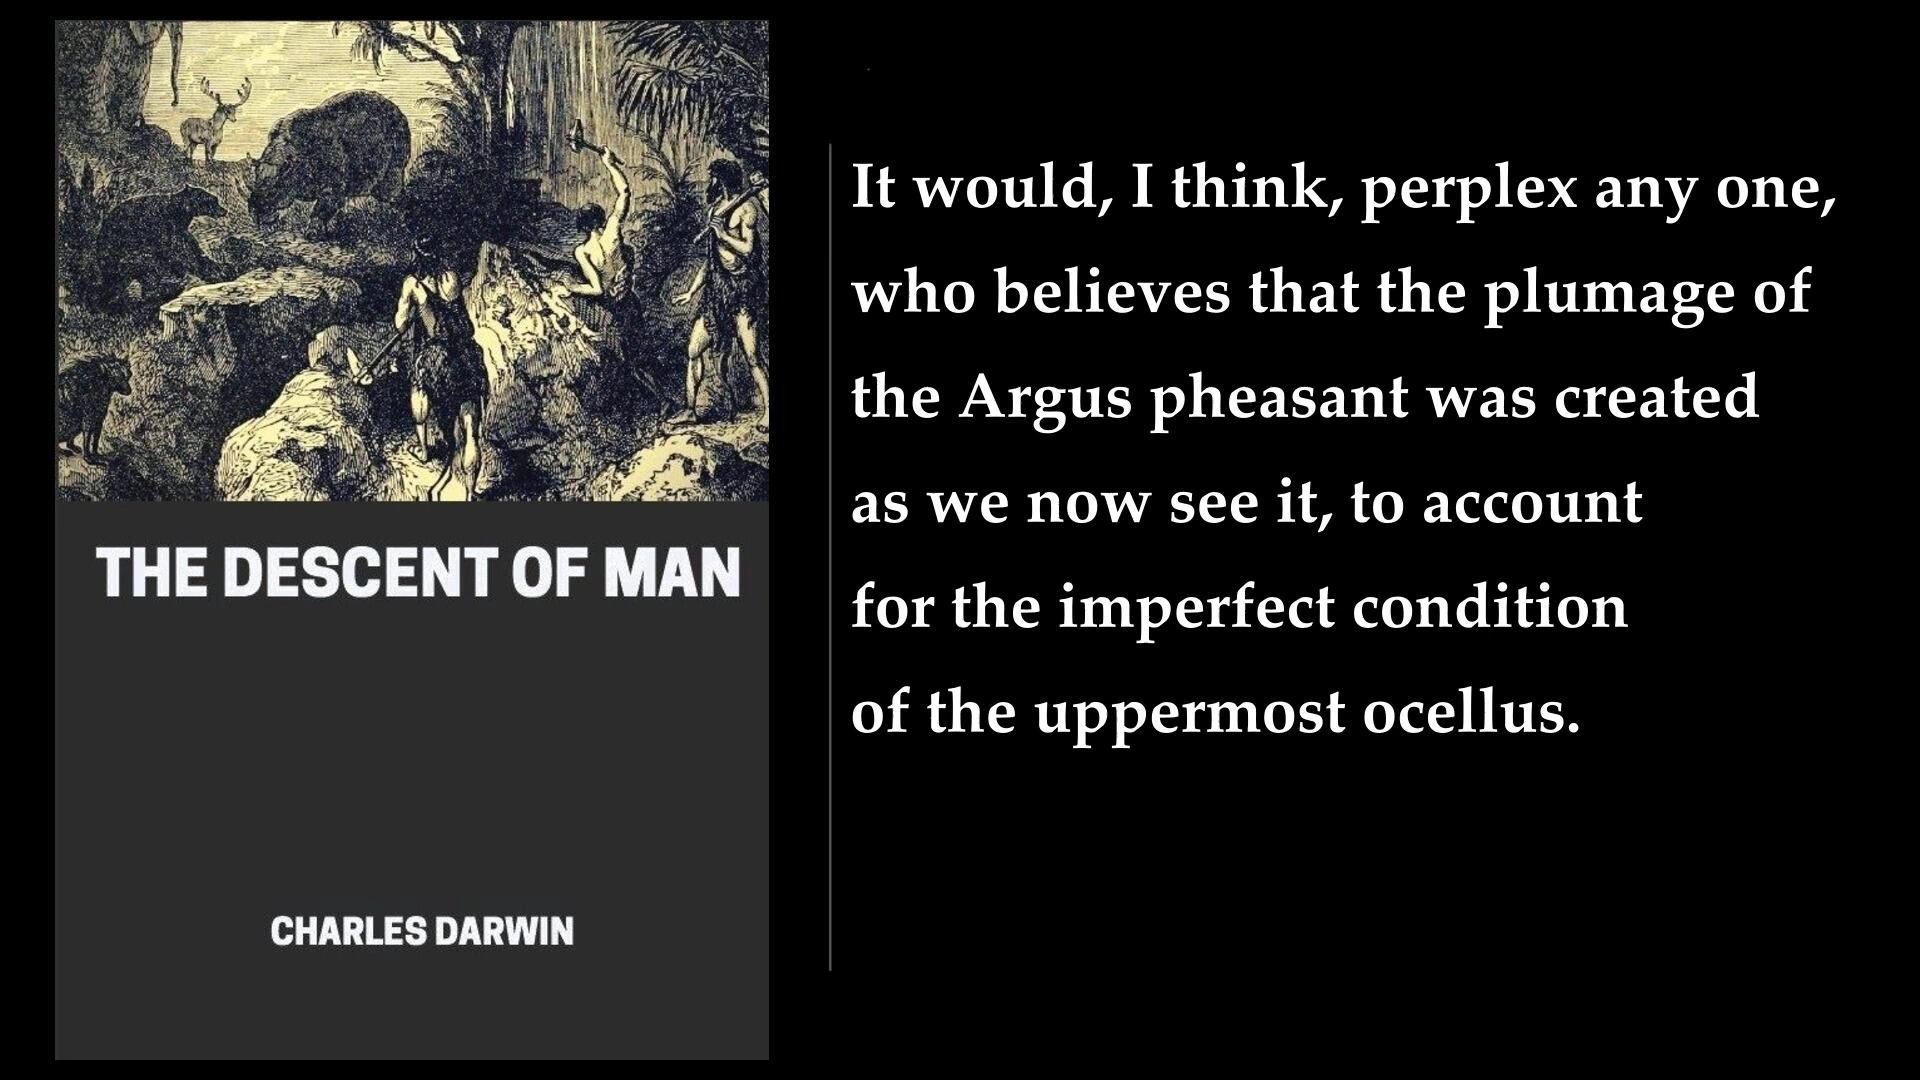 THE DESCENT OF MAN
CHARLES DARWIN
It would, I think, perplex any one,
who believes that the plumage of
the Argus pheasant was created
as we now see it, to account
for the imperfect condition
of the uppermost ocellus.